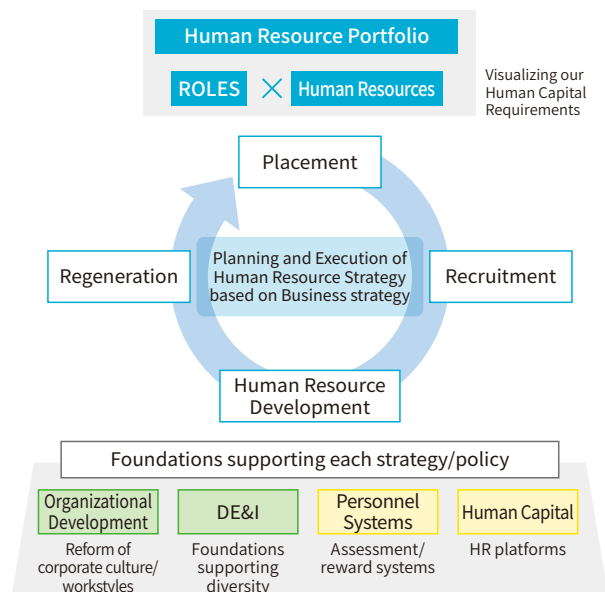 Human Resource Portfolio
ROLES × Human Resources
Visualizing our
Human Capital
Requirements
Placement
Regeneration
Planning and Execution of
Human Resource Strategy
based on Business strategy
Recruitment
Human Resource
Development
Foundations supporting each strategy/policy
Organizational
Development
Reform of
corporate culture/
workstyles
DE&I
Foundations
supporting
diversity
Personnel
Systems
Assessment/
reward systems
Human Capital
HR platforms